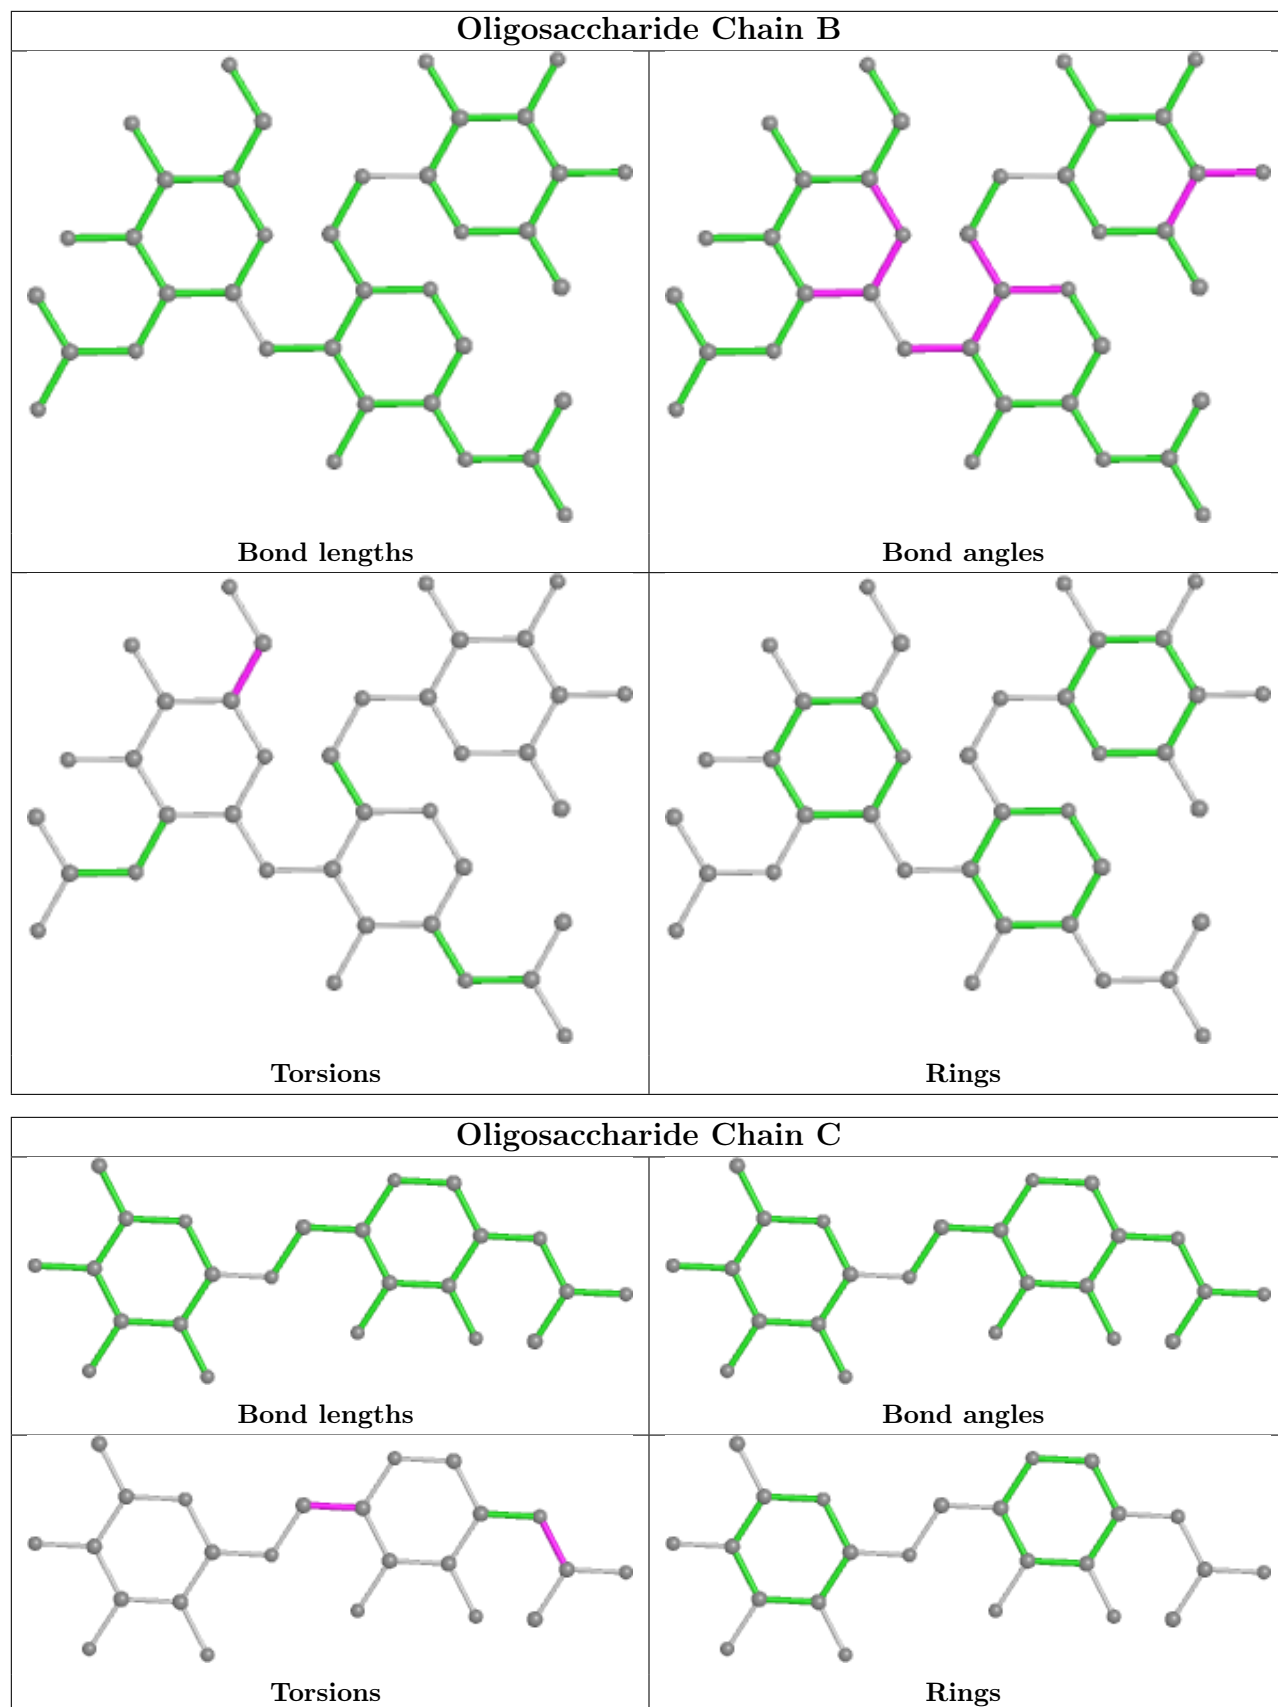 Oligosaccharide Chain B
Bond lengths
Bond angles
Torsions
Rings
Oligosaccharide Chain C
Bond lengths
Bond angles
Torsions
Rings